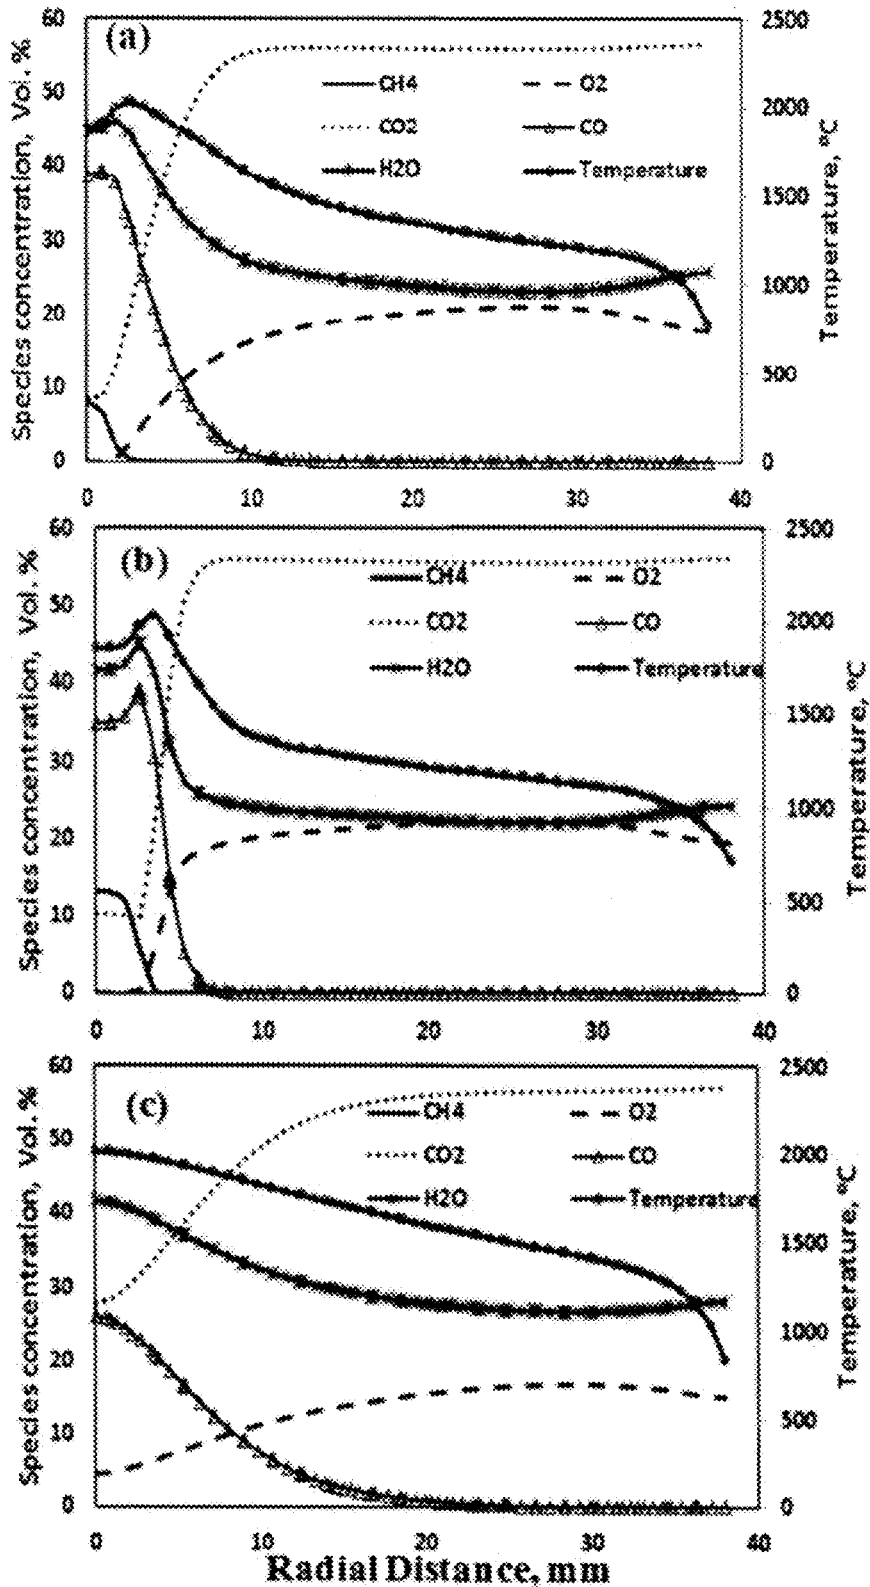 (a)
60
50
40
30
20
10
0
Species concentration, Vol. %
CH4
O2
CO2
CO
H2O
Temperature
2500
2000
1500
1000
500
0
Temperature, ºC
0 10 20 30 40
(b)
60
50
40
30
20
10
0
Species concentration, Vol. %
CH4
O2
CO2
CO
H2O
Temperature
2500
2000
1500
1000
500
0
Temperature, ºC
0 10 20 30 40
(c)
60
50
40
30
20
10
0
Species concentration, Vol. %
CH4
O2
CO2
CO
H2O
Temperature
2500
2000
1500
1000
500
0
Temperature, ºC
0 10 20 30 40
Radial Distance, mm